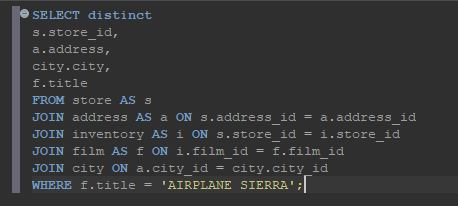 SELECT distinct
s.store_id,
a.address,
city.city,
f.title
FROM store AS s
JOIN address AS a ON s.address_id = a.address_id
JOIN inventory AS i ON s.store_id = i.store_id
JOIN film AS f ON i.film_id = f.film_id
JOIN city ON a.city_id = city.city_id
WHERE f.title = 'AIRPLANE SIERRA';